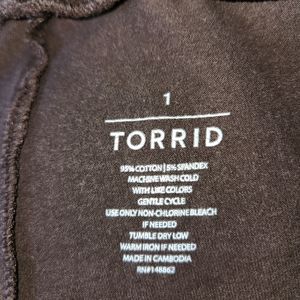 1
TORRID
95% COTTON | 5% SPANDEX
MACHINE WASH COLD
WITH LIKE COLORS
GENTLE CYCLE
USE ONLY NON-CHLORINE BLEACH
IF NEEDED
TUMBLE DRY LOW
WARM IRON IF NEEDED
MADE IN CAMBODIA
RN#148862